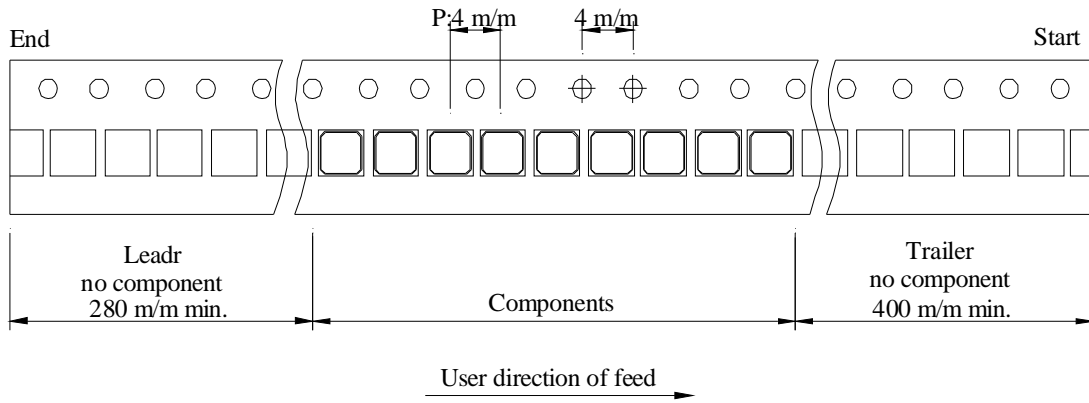 P:4 m/m
4 m/m
End
Start
Leadr
no component
280 m/m min.
Components
Trailer
no component
400 m/m min.
User direction of feed